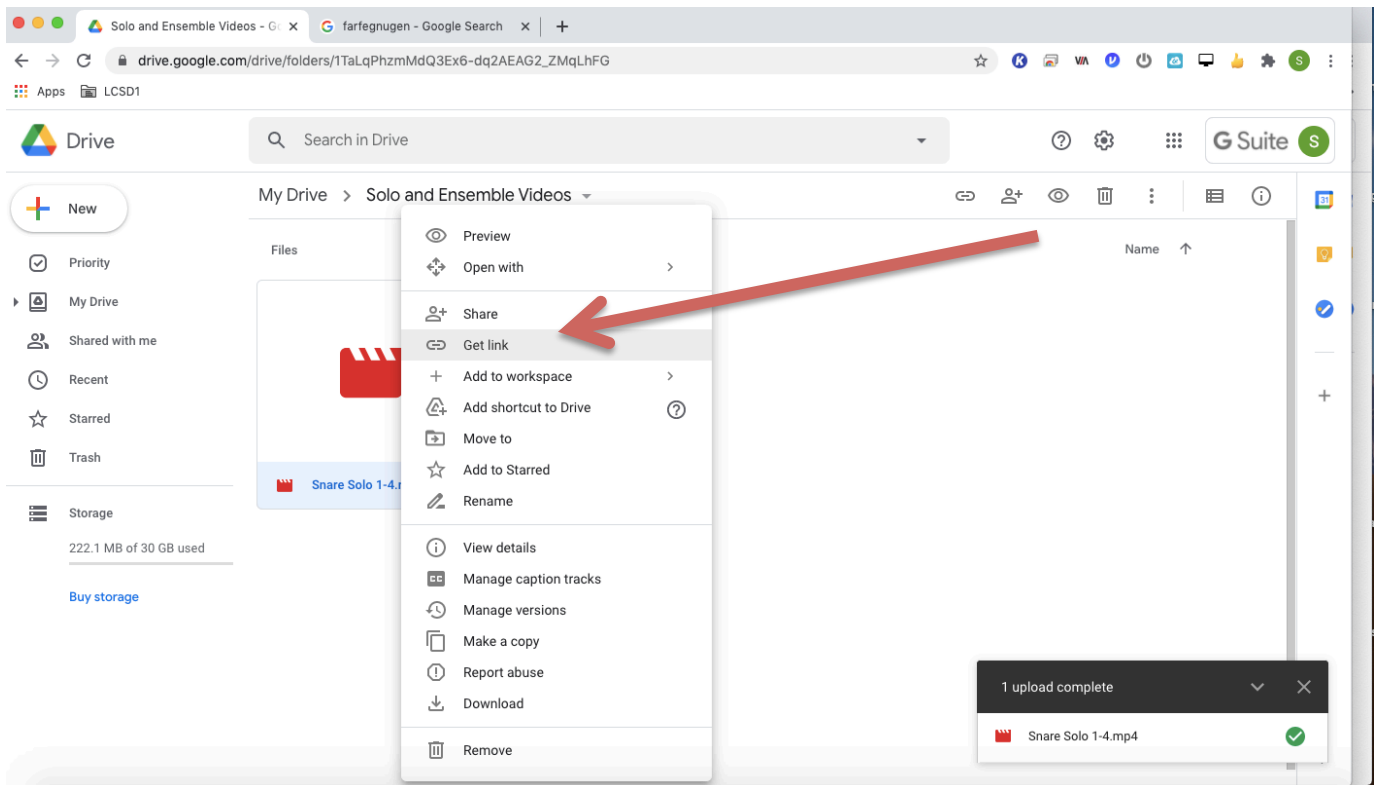 Solo and Ensemble Videos - Go
farfegnugen - Google Search
drive.google.com/drive/folders/1TaLqPhzmMdQ3Ex6-dq2AEAG2_ZMqLhFG
K VIA V S
Apps LCSD1
Drive
Search in Drive
G Suite S
New
My Drive > Solo and Ensemble Videos
31
Files
Name
Priority
My Drive
Shared with me
Recent
Starred
Trash
Storage
222.1 MB of 30 GB used
Buy storage
Snare Solo 1-4.m
Preview
Open with
Share
Get link
Add to workspace
Add shortcut to Drive
Move to
Add to Starred
Rename
View details
CC Manage caption tracks
Manage versions
Make a copy
Report abuse
Download
Remove
1 upload complete
Snare Solo 1-4.mp4